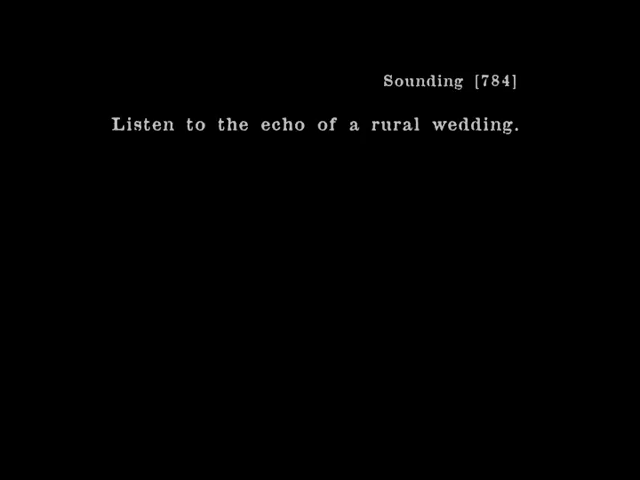 Sounding [784]
Listen to the echo of a rural wedding.